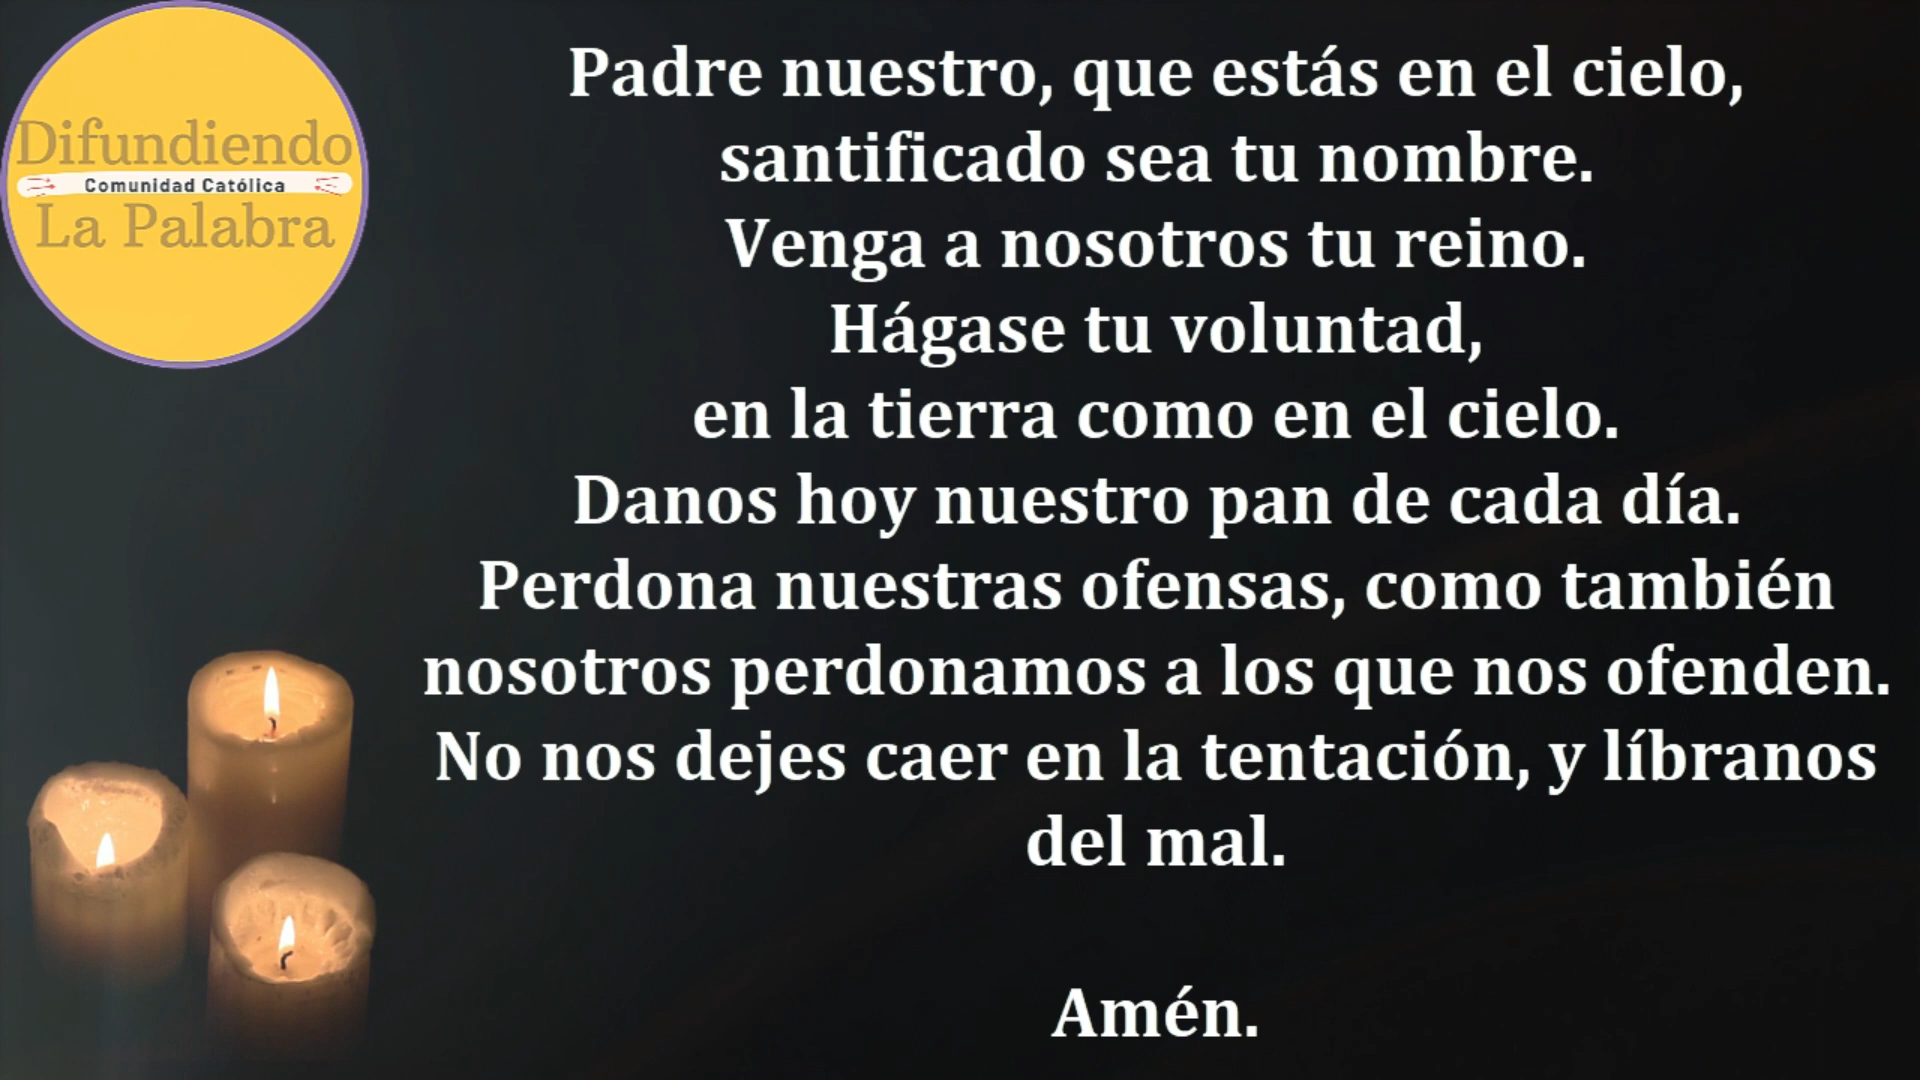 Difundiendo
Comunidad Católica
La Palabra
Padre nuestro, que estás en el cielo,
santificado sea tu nombre.
Venga a nosotros tu reino.
Hágase tu voluntad,
en la tierra como en el cielo.
Danos hoy nuestro pan de cada día.
Perdona nuestras ofensas, como también
nosotros perdonamos a los que nos ofenden.
No nos dejes caer en la tentación, y líbranos
del mal.
Amén.